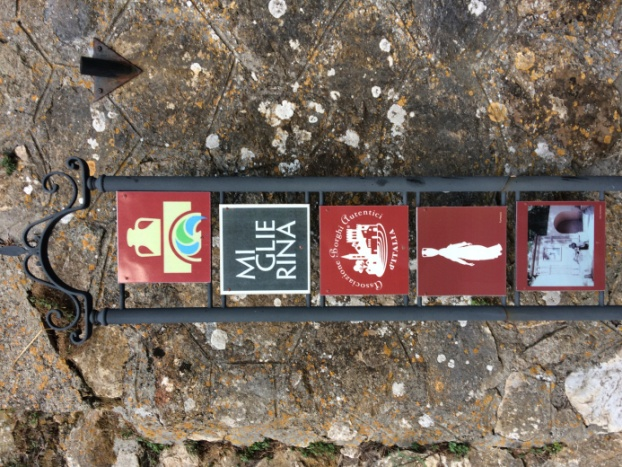 MI
GLIE
RINA
Associazione Borghi Autentici
D'ITALIA